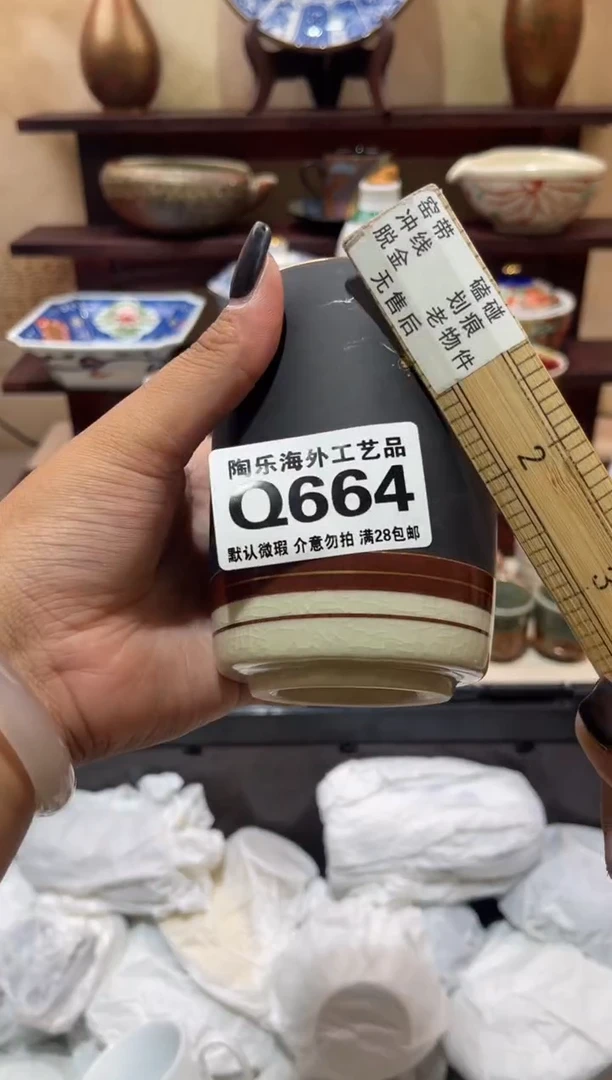 窑带 磕碰
冲线 划痕
脱金 老物件
无售后
2
3
陶乐海外工艺品
Q664
默认微瑕 介意勿拍 满28包邮